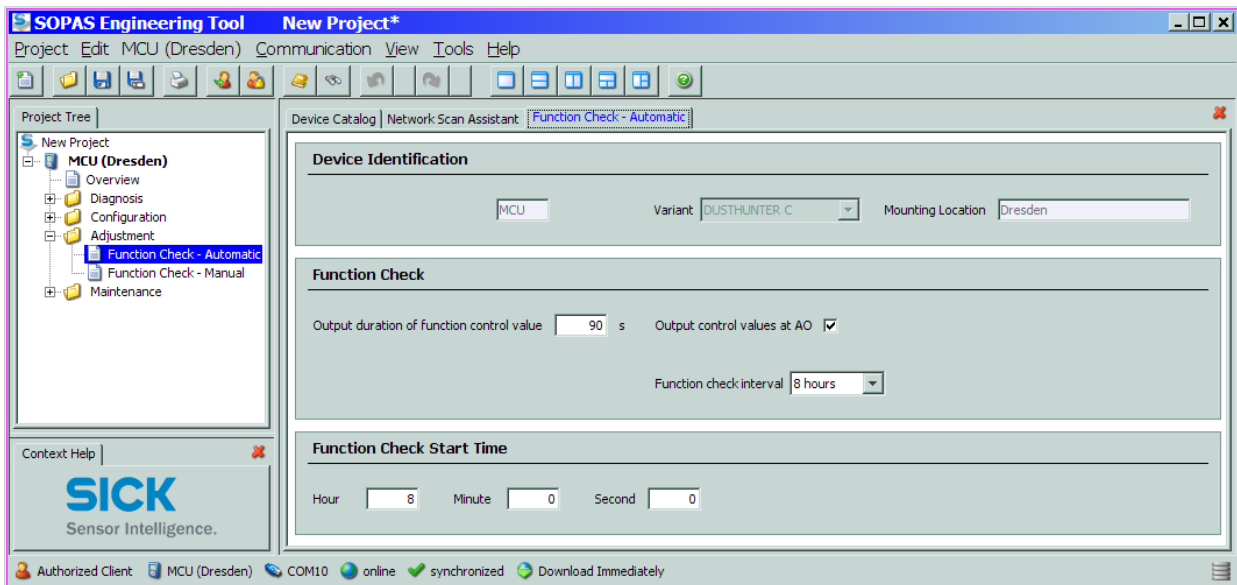 SOPAS Engineering Tool New Project*
Project Edit MCU (Dresden) Communication View Tools Help
Project Tree
New Project
MCU (Dresden)
Overview
Diagnosis
Configuration
Adjustment
Function Check - Automatic
Function Check - Manual
Maintenance
Context Help
SICK
Sensor Intelligence.
Device Catalog Network Scan Assistant Function Check - Automatic
Device Identification
MCU Variant DUSTHUNTER C Mounting Location Dresden
Function Check
Output duration of function control value 90 s Output control values at AO
Function check interval 8 hours
Function Check Start Time
Hour 8 Minute 0 Second 0
Authorized Client MCU (Dresden) COM10 online synchronized Download Immediately